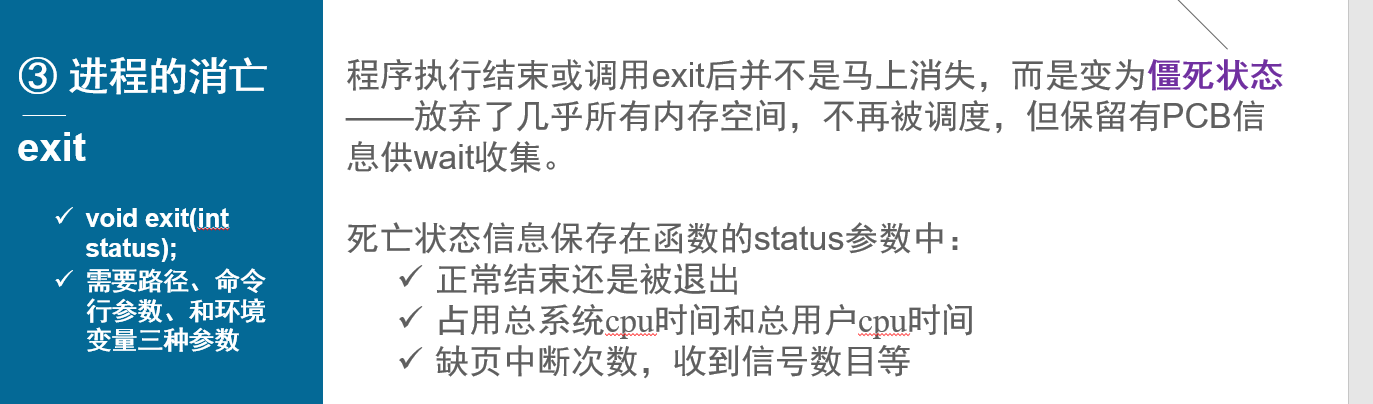 ③ 进程的消亡
exit
✓ void exit(int
status);
✓ 需要路径、命令
行参数、和环境
变量三种参数
程序执行结束或调用exit后并不是马上消失，而是变为僵死状态
——放弃了几乎所有内存空间，不再被调度，但保留有PCB信
息供wait收集。
死亡状态信息保存在函数的status参数中：
✓ 正常结束还是被退出
✓ 占用总系统cpu时间和总用户cpu时间
✓ 缺页中断次数，收到信号数目等